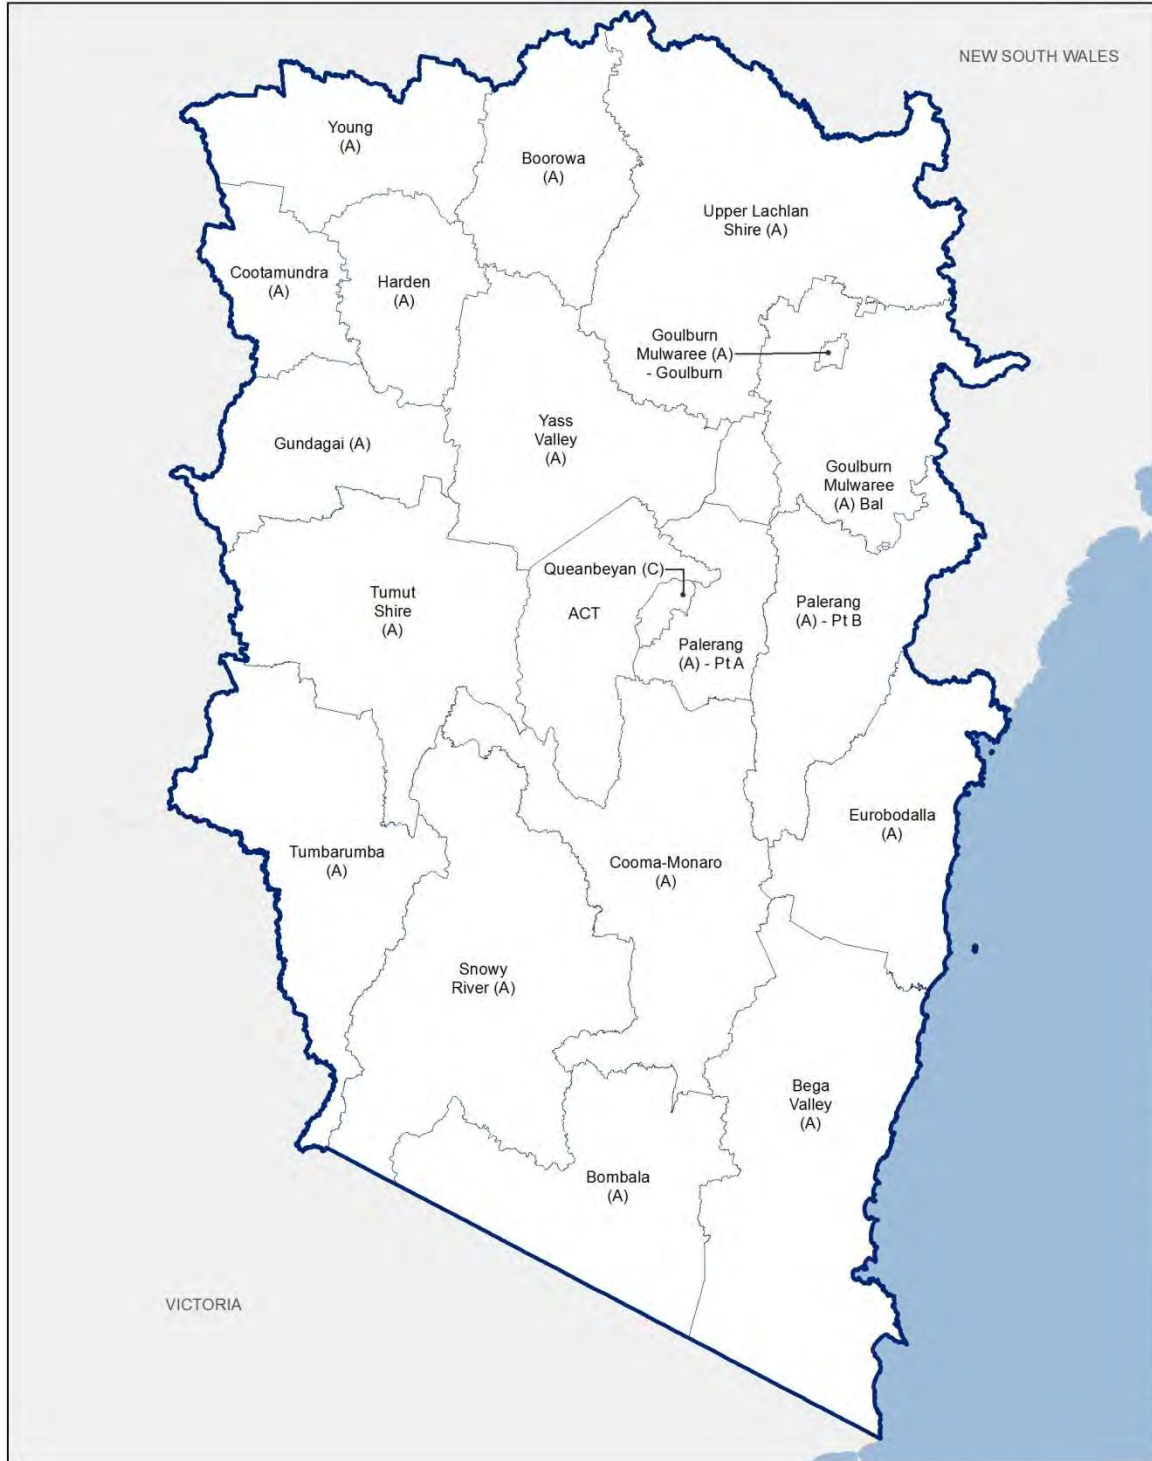 NEW SOUTH WALES
Young
(A)
Boorowa
(A)
Upper Lachlan
Shire (A)
Cootamundra
(A)
Harden
(A)
Goulburn
Mulwaree (A)
- Goulburn
Gundagai (A)
Yass
Valley
(A)
Goulburn
Mulwaree
(A) Bal
Queanbeyan (C)
Tumut
Shire
(A)
ACT
Palerang
(A) - Pt B
Palerang
(A) - Pt A
Eurobodalla
(A)
Tumbarumba
(A)
Cooma-Monaro
(A)
Snowy
River (A)
Bega
Valley
(A)
Bombala
(A)
VICTORIA